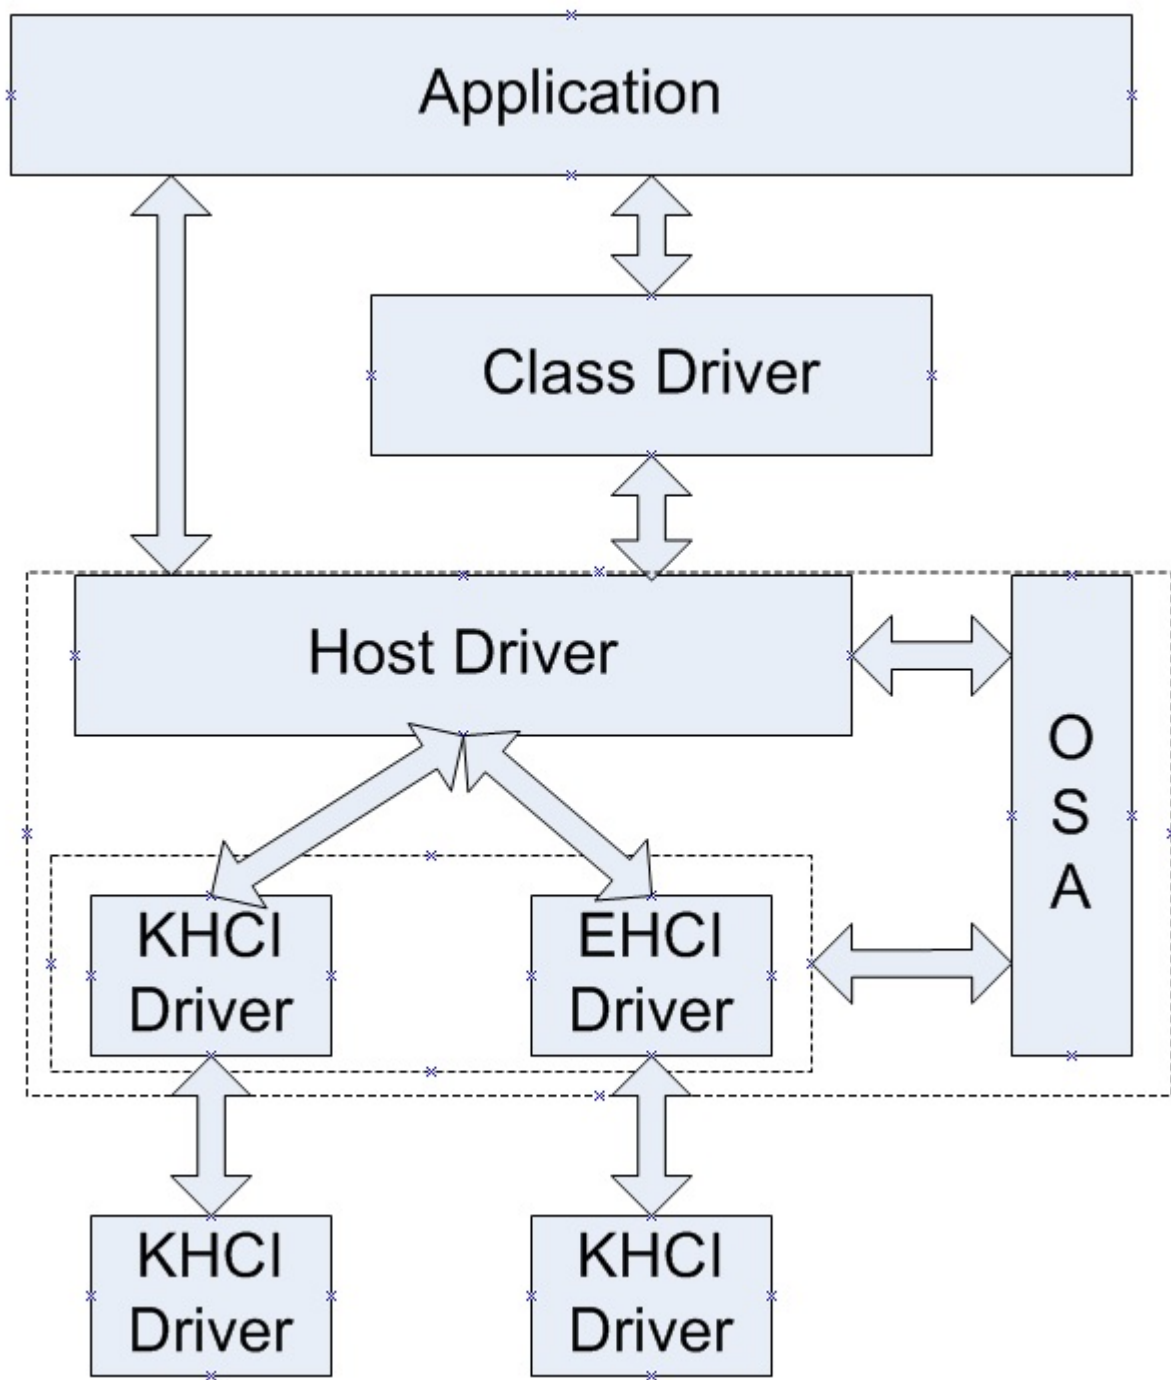 Application
Class Driver
Host Driver
O
S
A
KHCI
Driver
EHCI
Driver
KHCI
Driver
KHCI
Driver